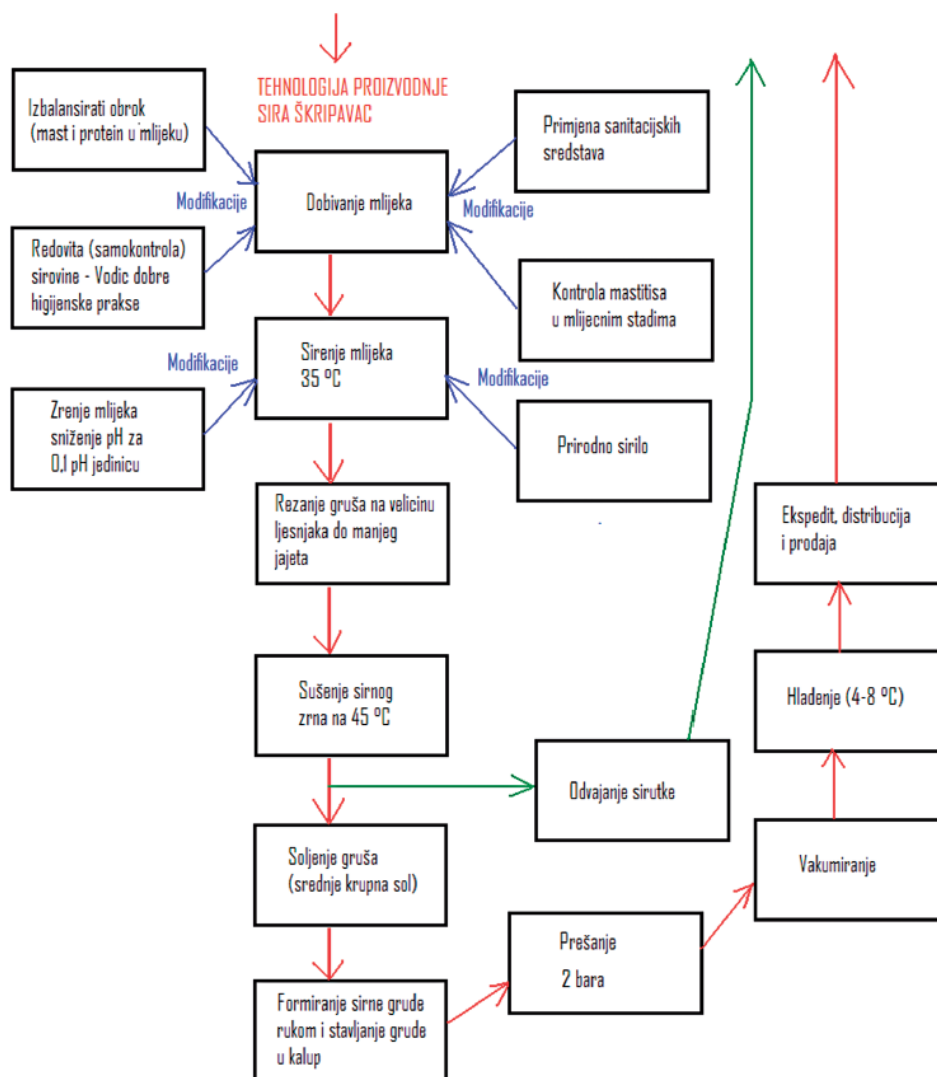 TEHNOLOGIJA PROIZVODNJE
SIRA ŠKRIPAVAC
Izbalansirati obrok
(mast i protein u mlijeku)
Primjena sanitacijskih
sredstava
Modifikacije
Dobivanje mlijeka
Modifikacije
Redovita (samokontrola)
sirovine - Vodic dobre
higijenske prakse
Kontrola mastitisa
u mlijecnim stadima
Modifikacije
Sirenje mlijeka
35 ºC
Modifikacije
Zrenje mlijeka
sniženje pH za
0.1 pH jedinicu
Prirodno sirilo
Rezanje gruša na velicinu
ljesnjaka do manjeg
jajeta
Ekspedit, distribucija
i prodaja
Sušenje sirnog
zrna na 45 ºC
Hlađenje (4-8 ºC)
Odvajanje sirutke
Soljenje gruša
(srednje krupna sol)
Vakumiranje
Prešanje
2 bara
Formiranje sirne gruđe
rukom i stavljanje grude
u kalup